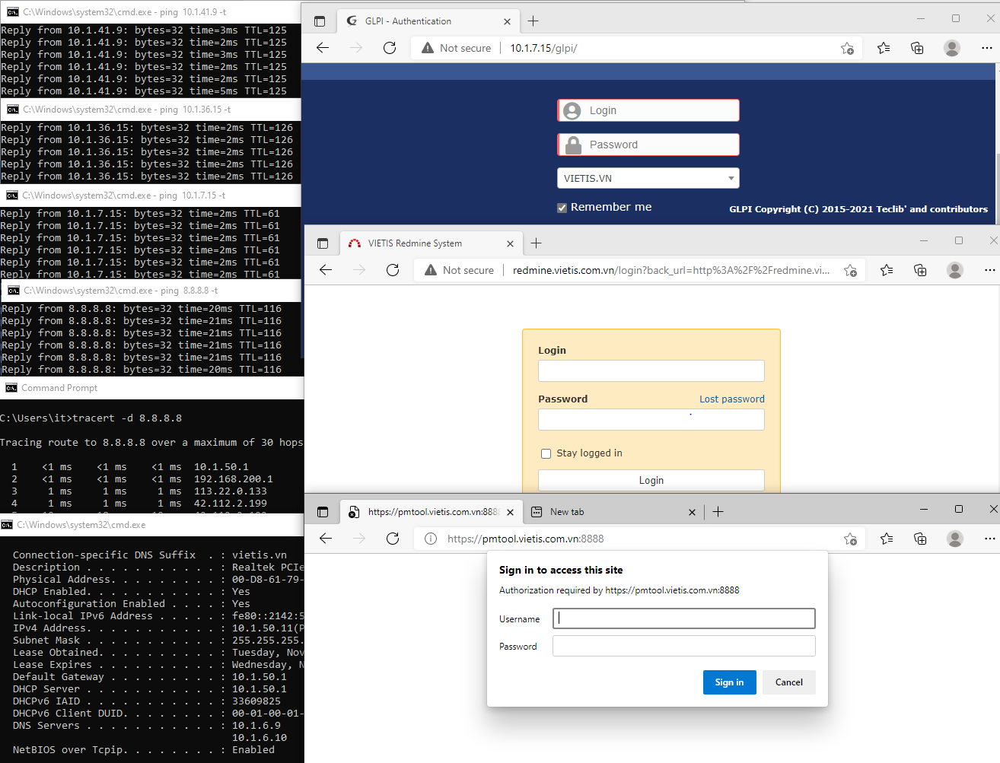 C:\Windows\system32\cmd.exe - ping  10.1.41.9 -t
Reply from 10.1.41.9: bytes=32 time=3ms TTL=125
Reply from 10.1.41.9: bytes=32 time=2ms TTL=125
Reply from 10.1.41.9: bytes=32 time=3ms TTL=125
Reply from 10.1.41.9: bytes=32 time=2ms TTL=125
Reply from 10.1.41.9: bytes=32 time=2ms TTL=125
Reply from 10.1.41.9: bytes=32 time=5ms TTL=125
C:\Windows\system32\cmd.exe - ping  10.1.36.15 -t
Reply from 10.1.36.15: bytes=32 time=2ms TTL=126
Reply from 10.1.36.15: bytes=32 time=2ms TTL=126
Reply from 10.1.36.15: bytes=32 time=2ms TTL=126
Reply from 10.1.36.15: bytes=32 time=2ms TTL=126
Reply from 10.1.36.15: bytes=32 time=2ms TTL=126
C:\Windows\system32\cmd.exe - ping  10.1.7.15 -t
Reply from 10.1.7.15: bytes=32 time=2ms TTL=61
Reply from 10.1.7.15: bytes=32 time=2ms TTL=61
Reply from 10.1.7.15: bytes=32 time=2ms TTL=61
Reply from 10.1.7.15: bytes=32 time=2ms TTL=61
Reply from 10.1.7.15: bytes=32 time=2ms TTL=61
Reply from 10.1.7.15: bytes=32 time=2ms TTL=61
C:\Windows\system32\cmd.exe - ping  8.8.8.8 -t
Reply from 8.8.8.8: bytes=32 time=20ms TTL=116
Reply from 8.8.8.8: bytes=32 time=21ms TTL=116
Reply from 8.8.8.8: bytes=32 time=21ms TTL=116
Reply from 8.8.8.8: bytes=32 time=21ms TTL=116
Reply from 8.8.8.8: bytes=32 time=21ms TTL=116
Reply from 8.8.8.8: bytes=32 time=20ms TTL=116
Command Prompt
C:\Users\it>tracert -d 8.8.8.8
Tracing route to 8.8.8.8 over a maximum of 30 hops
1 <1 ms <1 ms <1 ms 10.1.50.1
2 <1 ms <1 ms <1 ms 192.168.200.1
3 1 ms 1 ms 1 ms 113.22.0.133
4 1 ms 1 ms 1 ms 42.112.2.199
C:\Windows\system32\cmd.exe
Connection-specific DNS Suffix  . : vietis.vn
Description . . . . . . . . . . . : Realtek PCIe
Physical Address. . . . . . . . . : 00-D8-61-79-
DHCP Enabled. . . . . . . . . . . : Yes
Autoconfiguration Enabled . . . . : Yes
Link-local IPv6 Address . . . . . : fe80::2142:5
IPv4 Address. . . . . . . . . . . : 10.1.50.11(P
Subnet Mask . . . . . . . . . . . : 255.255.255.
Lease Obtained. . . . . . . . . . : Tuesday, Nov
Lease Expires . . . . . . . . . . : Wednesday, N
Default Gateway . . . . . . . . . : 10.1.50.1
DHCP Server . . . . . . . . . . . : 10.1.50.1
DHCPv6 IAID . . . . . . . . . . . : 33609825
DHCPv6 Client DUID. . . . . . . . : 00-01-00-01-
DNS Servers . . . . . . . . . . . : 10.1.6.9
10.1.6.10
NetBIOS over Tcpip. . . . . . . . : Enabled
GLPI - Authentication
Not secure | 10.1.7.15/glpi/
Login
Password
VIETIS.VN
Remember me
GLPI Copyright (C) 2015-2021 Teclib' and contributors
VIETIS Redmine System
Not secure | redmine.vietis.com.vn/login?back_url=http%3A%2F%2Fredmine.vi...
Login
Password
Lost password
Stay logged in
Login
https://pmtool.vietis.com.vn:888
New tab
https://pmtool.vietis.com.vn:8888
Sign in to access this site
Authorization required by https://pmtool.vietis.com.vn:8888
Username
Password
Sign in
Cancel